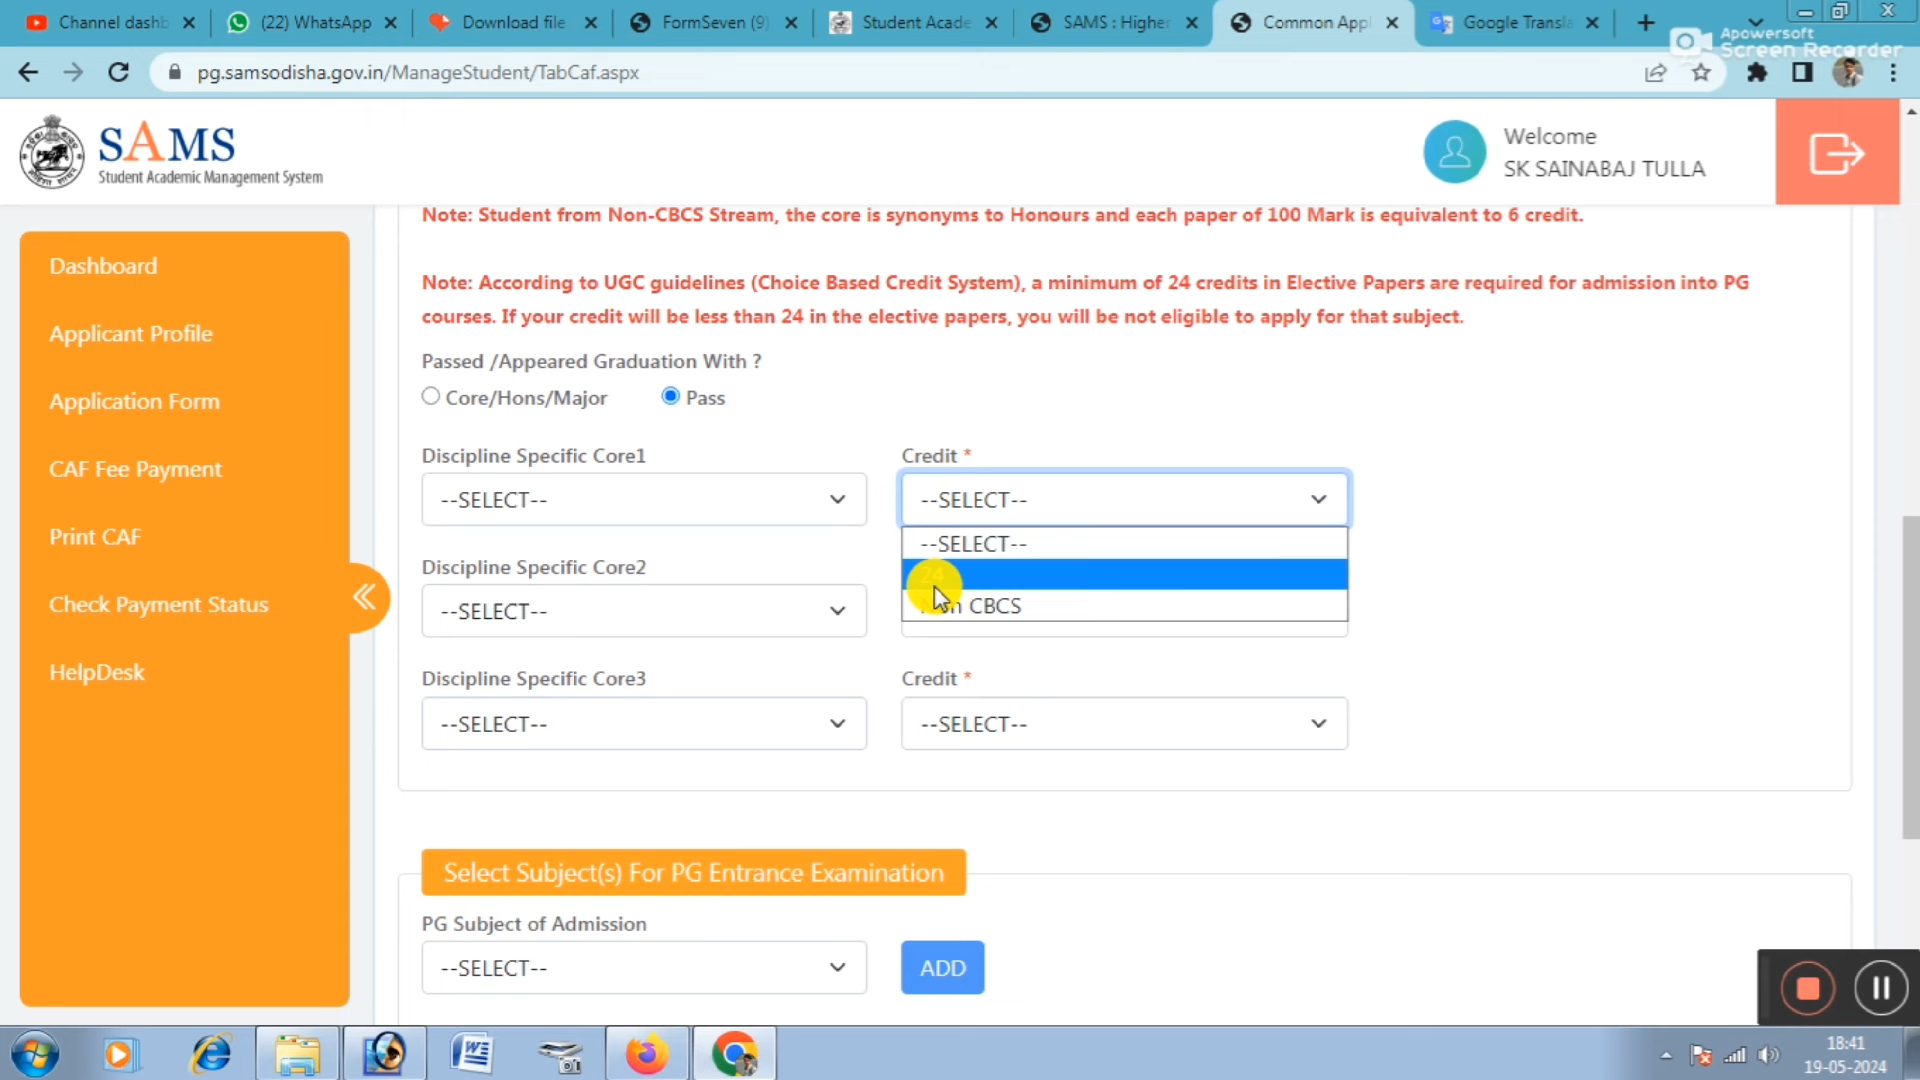 Channel dashb
(22) WhatsApp
Download file
FormSeven (9)
Student Acade
SAMS : Higher
Common Appl
Google Transla
Apowersoft
Screen Recorder
pg.samsodisha.gov.in/ManageStudent/TabCaf.aspx
SAMS
Student Academic Management System
Welcome
SK SAINABAJ TULLA
Dashboard
Applicant Profile
Application Form
CAF Fee Payment
Print CAF
Check Payment Status
HelpDesk
Note: Student from Non-CBCS Stream, the core is synonyms to Honours and each paper of 100 Mark is equivalent to 6 credit.
Note: According to UGC guidelines (Choice Based Credit System), a minimum of 24 credits in Elective Papers are required for admission into PG
courses. If your credit will be less than 24 in the elective papers, you will be not eligible to apply for that subject.
Passed /Appeared Graduation With ?
Core/Hons/Major
Pass
Discipline Specific Core1
Credit *
--SELECT--
--SELECT--
--SELECT--
24
Non CBCS
Discipline Specific Core2
--SELECT--
Discipline Specific Core3
Credit *
--SELECT--
--SELECT--
Select Subject(s) For PG Entrance Examination
PG Subject of Admission
--SELECT--
ADD
18:41
19-05-2024